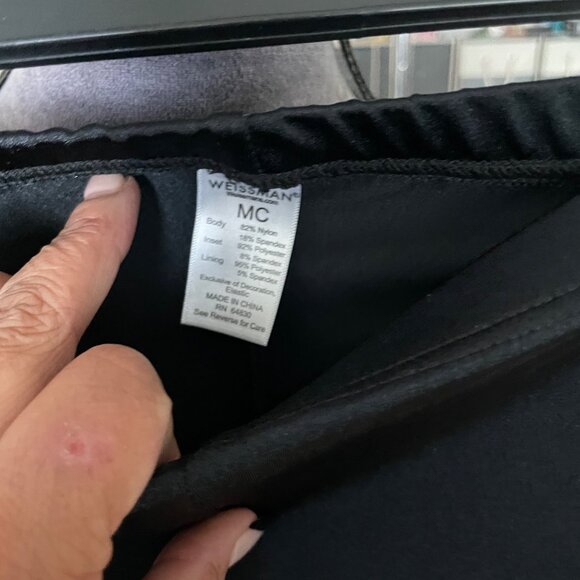 WEISSMAN®
MC
Body 82% Nylon
18% Spandex
Inset 92% Polyester
8% Spandex
Lining 95% Polyester
5% Spandex
Exclusive of Decoration,
Elastic
MADE IN CHINA
RN 64830
See Reverse for Care